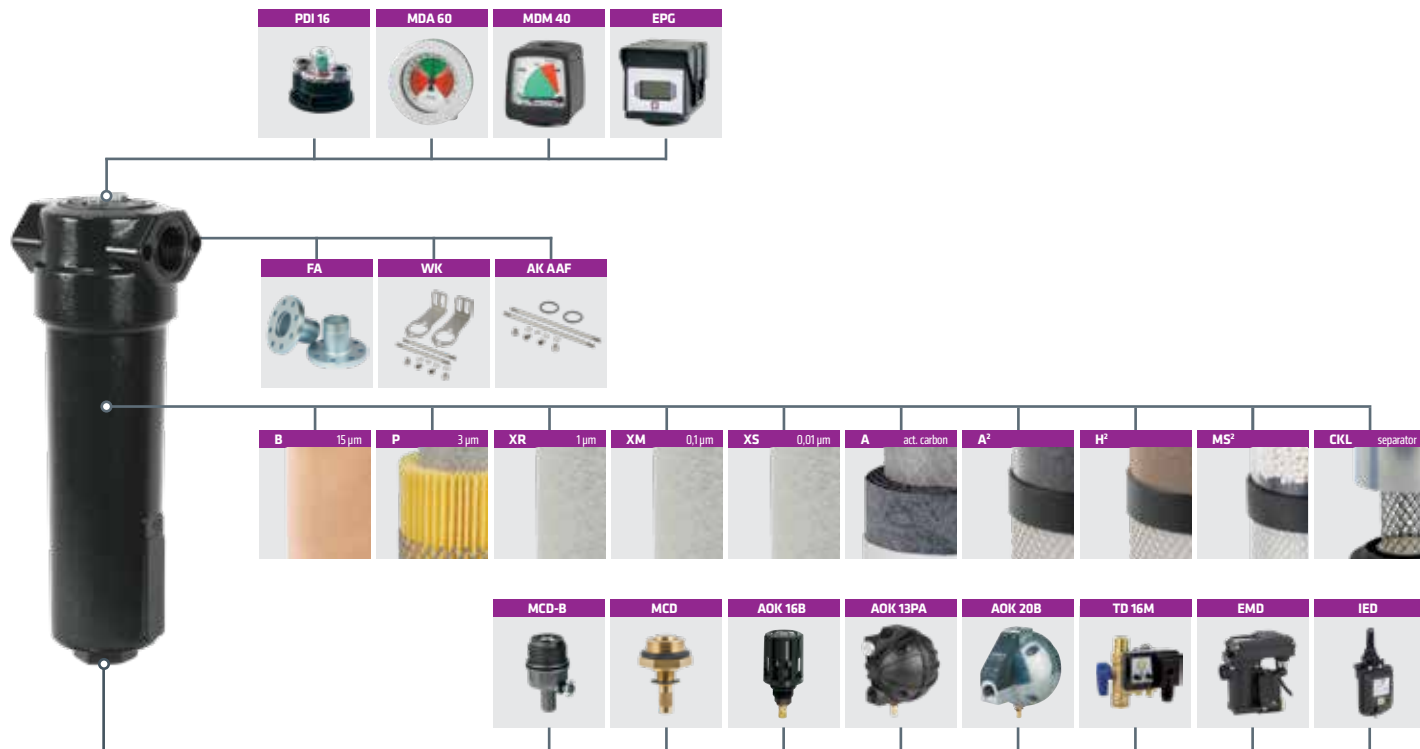 PDI 16 MDA 60 MDM 40 EPG
FA WK AK AAF
B 15 µm P 3 µm XR 1 µm XM 0,1 µm XS 0,01 µm A act. carbon A² H² MS² CKL separator
MCD-B MCD AOK 16B AOK 13PA AOK 20B TD 16M EMD IED